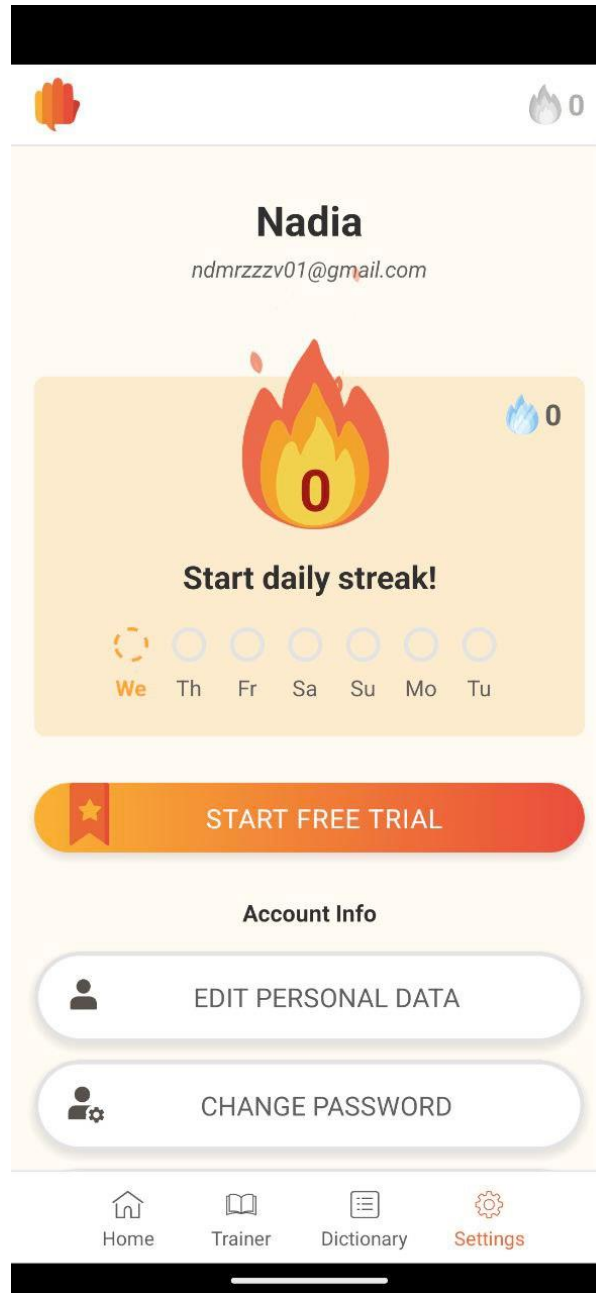 0
Nadia
ndmrzzzv01@gmail.com
0
0
Start daily streak!
We Th Fr Sa Su Mo Tu
START FREE TRIAL
Account Info
EDIT PERSONAL DATA
CHANGE PASSWORD
Home Trainer Dictionary Settings